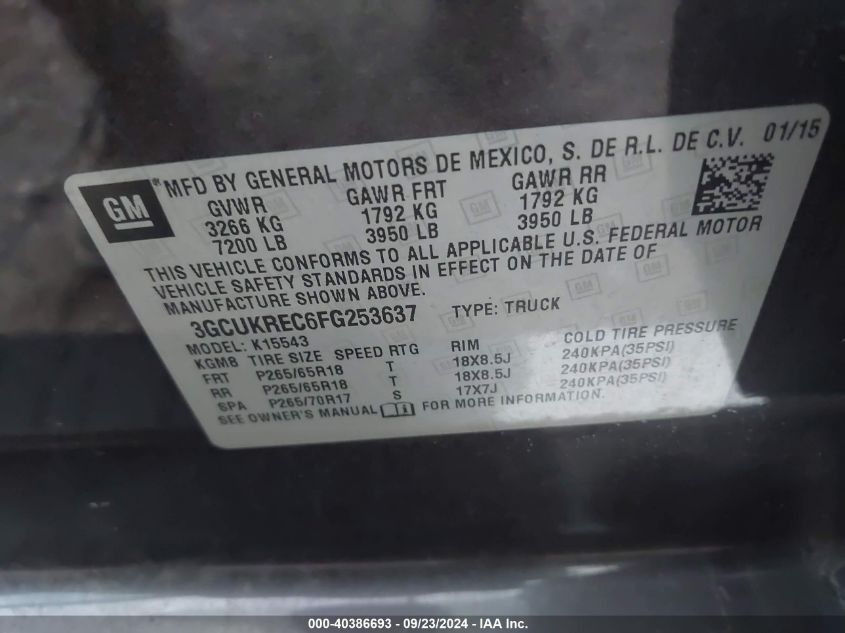 GM
® MFD BY GENERAL MOTORS DE MEXICO, S. DE R.L. DE C.V. 01/15
GVWR GAWR FRT GAWR RR
3266 KG 1792 KG 1792 KG
7200 LB 3950 LB 3950 LB
THIS VEHICLE CONFORMS TO ALL APPLICABLE U.S. FEDERAL MOTOR
VEHICLE SAFETY STANDARDS IN EFFECT ON THE DATE OF
MANUFACTURE SHOWN ABOVE.
3GCUKREC6FG253637 TYPE: TRUCK
MODEL: K15543
KGMB TIRE SIZE SPEED RTG RIM COLD TIRE PRESSURE
FRT P265/65R18 T 18X8.5J 240KPA(35PSI)
RR P265/65R18 T 18X8.5J 240KPA(35PSI)
SPA P265/70R17 S 17X7J 240KPA(35PSI)
SEE OWNER'S MANUAL FOR MORE INFORMATION.
000-40386693 - 09/23/2024 - IAA Inc.